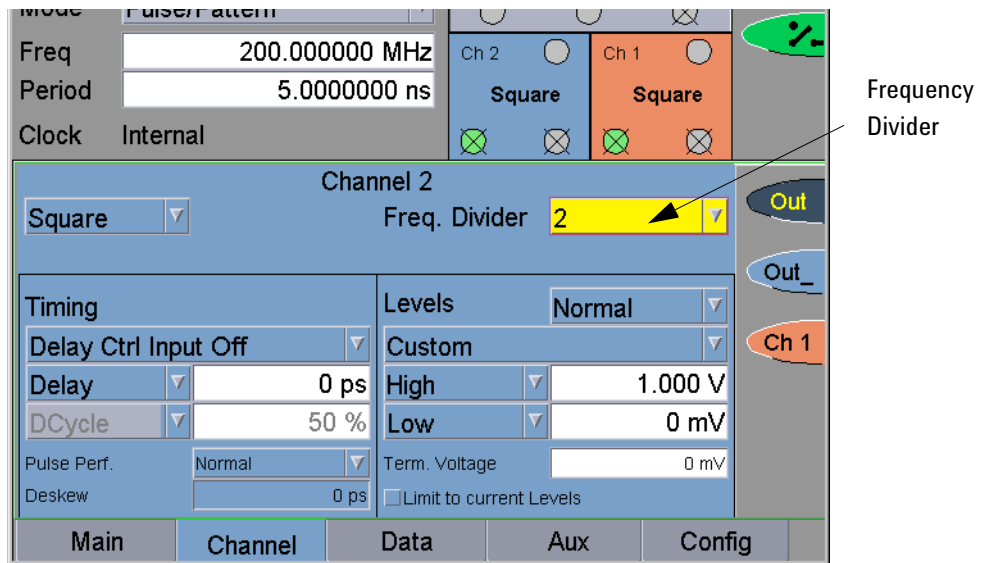 Mode Pulse/Pattern
Freq 200.000000 MHz
Period 5.0000000 ns
Clock Internal
Ch 2 Ch 1
Square Square
Frequency
Divider
Channel 2
Square Freq. Divider 2
Timing
Delay Ctrl Input Off
Delay 0 ps
DCycle 50 %
Pulse Perf. Normal
Deskew 0 ps
Levels Normal
Custom
High 1.000 V
Low 0 mV
Term. Voltage 0 mV
Limit to current Levels
Out
Out_
Ch 1
Main Channel Data Aux Config